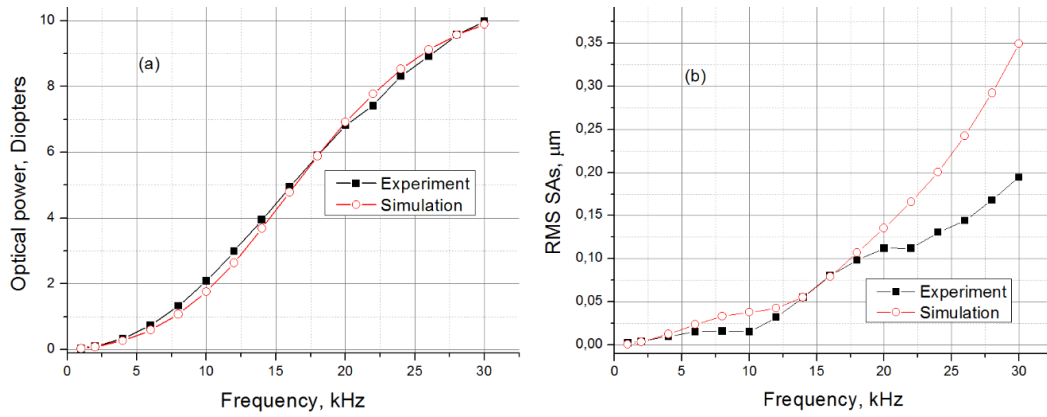 10
8
6
4
2
0
Optical power, Diopters
(a)
Experiment
Simulation
0 5 10 15 20 25 30
Frequency, kHz
0,35
0,30
0,25
0,20
0,15
0,10
0,05
0,00
RMS SAs, μm
(b)
Experiment
Simulation
0 5 10 15 20 25 30
Frequency, kHz